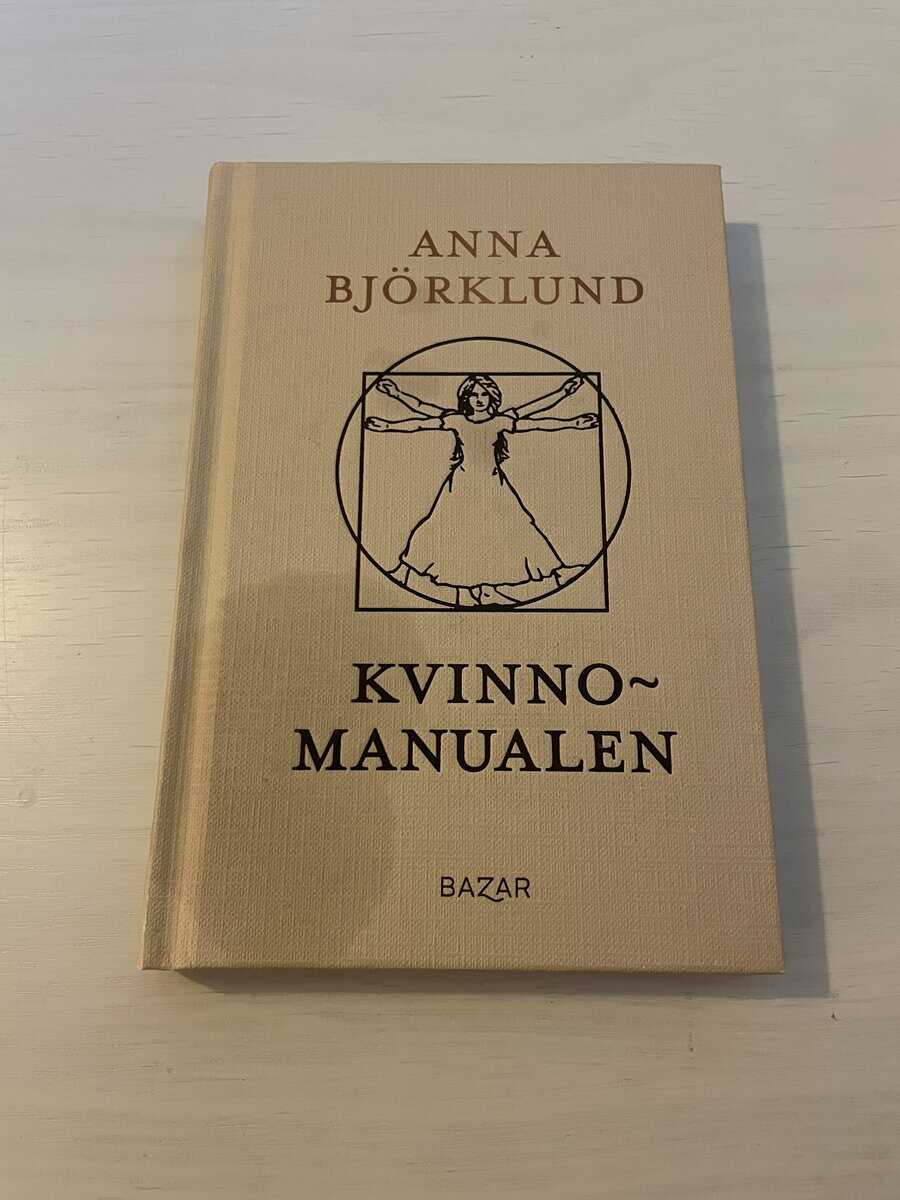 ANNA
BJÖRKLUND
KVINNO~
MANUALEN
BAZAR